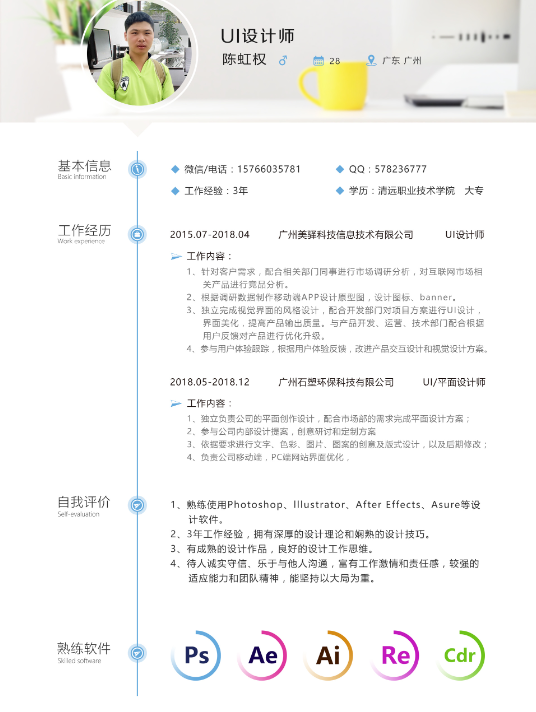 UI设计师
陈虹权
28
广东 广州
基本信息
Basic information
微信/电话：15766035781
QQ：578236777
工作经验：3年
学历：清远职业技术学院 大专
工作经历
Work experience
2015.07-2018.04 广州美驿科技信息技术有限公司 UI设计师
工作内容：
1、针对客户需求，配合相关部门同事进行市场调研分析，对互联网市场相
关产品进行竞品分析。
2、根据调研数据制作移动端APP设计原型图，设计图标、banner。
3、独立完成视觉界面的风格设计，配合开发部门对项目方案进行UI设计，
界面美化，提高产品输出质量。与产品开发、运营、技术部门配合根据
用户反馈对产品进行优化升级。
4、参与用户体验跟踪，根据用户体验反馈，改进产品交互设计和视觉设计方案。
2018.05-2018.12 广州石塑环保科技有限公司 UI/平面设计师
工作内容：
1、独立负责公司的平面创作设计，配合市场部的需求完成平面设计方案；
2、参与公司内部设计提案，创意研讨和定制方案
3、依据要求进行文字、色彩、图片、图案的创意及版式设计，以及后期修改；
4、负责公司移动端，PC端网站界面优化．
自我评价
Self-evaluation
1、熟练使用Photoshop、Illustrator、After Effects、Asure等设
计软件。
2、3年工作经验，拥有深厚的设计理论和娴熟的设计技巧。
3、有成熟的设计作品，良好的设计工作思维。
4、待人诚实守信、乐于与他人沟通，富有工作激情和责任感，较强的
适应能力和团队精神，能坚持以大局为重。
熟练软件
Skilled software
Ps Ae Ai Re Cdr